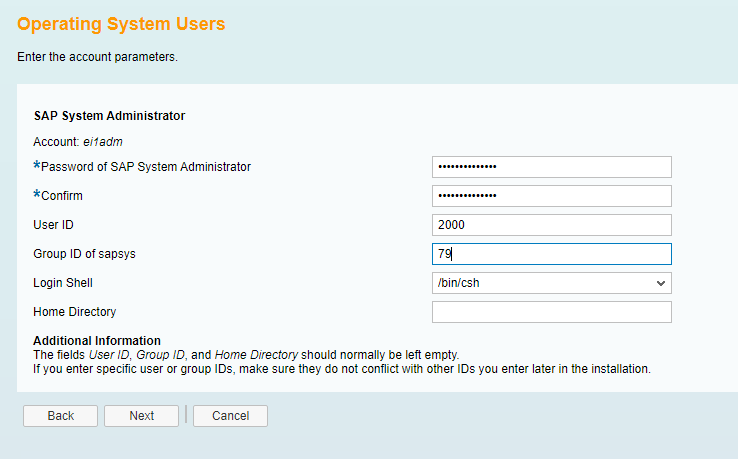 Operating System Users
Enter the account parameters.
SAP System Administrator
Account: ei1adm
*Password of SAP System Administrator ••••••••••••••
*Confirm ••••••••••••••
User ID 2000
Group ID of sapsys 79
Login Shell /bin/csh
Home Directory
Additional Information
The fields User ID, Group ID, and Home Directory should normally be left empty.
If you enter specific user or group IDs, make sure they do not conflict with other IDs you enter later in the installation.
Back Next Cancel